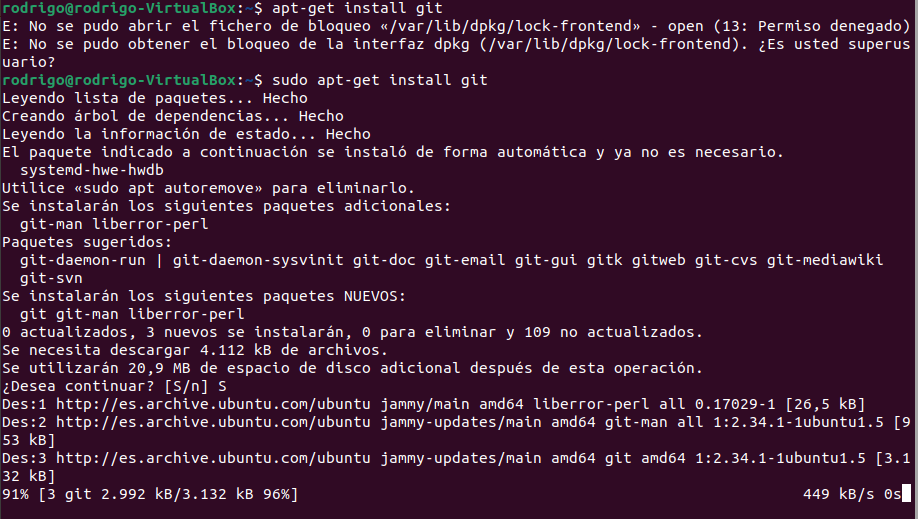 rodrigo@rodrigo-VirtualBox:~$ apt-get install git
E: No se pudo abrir el fichero de bloqueo «/var/lib/dpkg/lock-frontend» - open (13: Permiso denegado)
E: No se pudo obtener el bloqueo de la interfaz dpkg (/var/lib/dpkg/lock-frontend). ¿Es usted superus
uario?
rodrigo@rodrigo-VirtualBox:~$ sudo apt-get install git
Leyendo lista de paquetes... Hecho
Creando árbol de dependencias... Hecho
Leyendo la información de estado... Hecho
El paquete indicado a continuación se instaló de forma automática y ya no es necesario.
  systemd-hwe-hwdb
Utilice «sudo apt autoremove» para eliminarlo.
Se instalarán los siguientes paquetes adicionales:
  git-man liberror-perl
Paquetes sugeridos:
  git-daemon-run | git-daemon-sysvinit git-doc git-email git-gui gitk gitweb git-cvs git-mediawiki
  git-svn
Se instalarán los siguientes paquetes NUEVOS:
  git git-man liberror-perl
0 actualizados, 3 nuevos se instalarán, 0 para eliminar y 109 no actualizados.
Se necesita descargar 4.112 kB de archivos.
Se utilizarán 20,9 MB de espacio de disco adicional después de esta operación.
¿Desea continuar? [S/n] S
Des:1 http://es.archive.ubuntu.com/ubuntu jammy/main amd64 liberror-perl all 0.17029-1 [26,5 kB]
Des:2 http://es.archive.ubuntu.com/ubuntu jammy-updates/main amd64 git-man all 1:2.34.1-1ubuntu1.5 [9
53 kB]
Des:3 http://es.archive.ubuntu.com/ubuntu jammy-updates/main amd64 git amd64 1:2.34.1-1ubuntu1.5 [3.1
32 kB]
91% [3 git 2.992 kB/3.132 kB 96%] 449 kB/s 0s